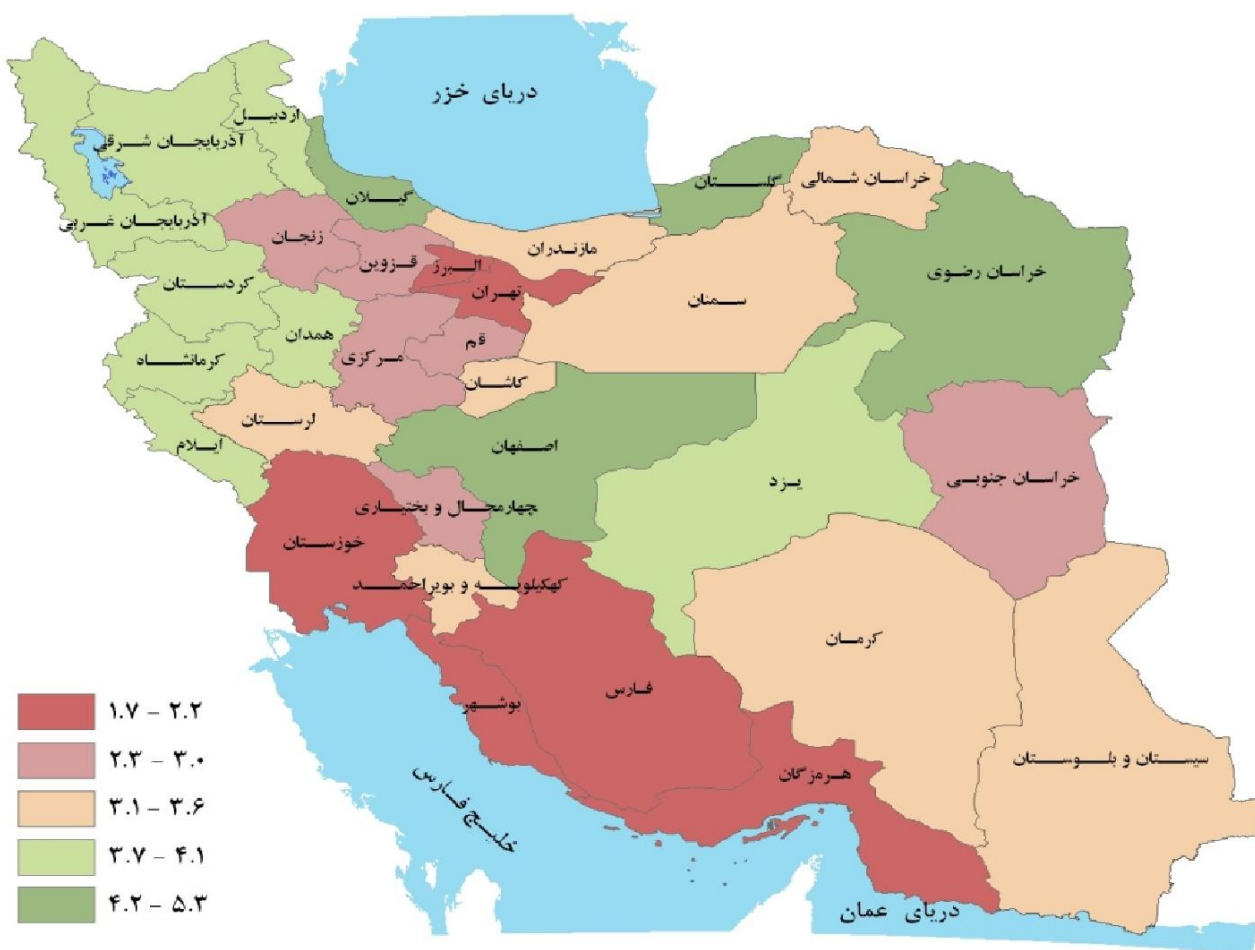 دریای خزر
اردبیل
آذربایجان شرقی
گیلان
گلستان
خراسان شمالی
آذربایجان غربی
زنجان
مازندران
قزوین
البرز
تهران
خراسان رضوی
کردستان
سمنان
همدان
قم
کرمانشاه
مرکزی
کاشان
لرستان
ایلام
اصفهان
یزد
خراسان جنوبی
چهارمحال و بختیاری
خوزستان
کهکیلویه و بویراحمد
کرمان
فارس
بوشهر
هرمزگان
سیستان و بلوستان
خلیج فارس
دریای عمان
۱.۷ – ۲.۲
۲.۳ – ۳.۰
۳.۱ – ۳.۶
۳.۷ – ۴.۱
۴.۲ – ۵.۳